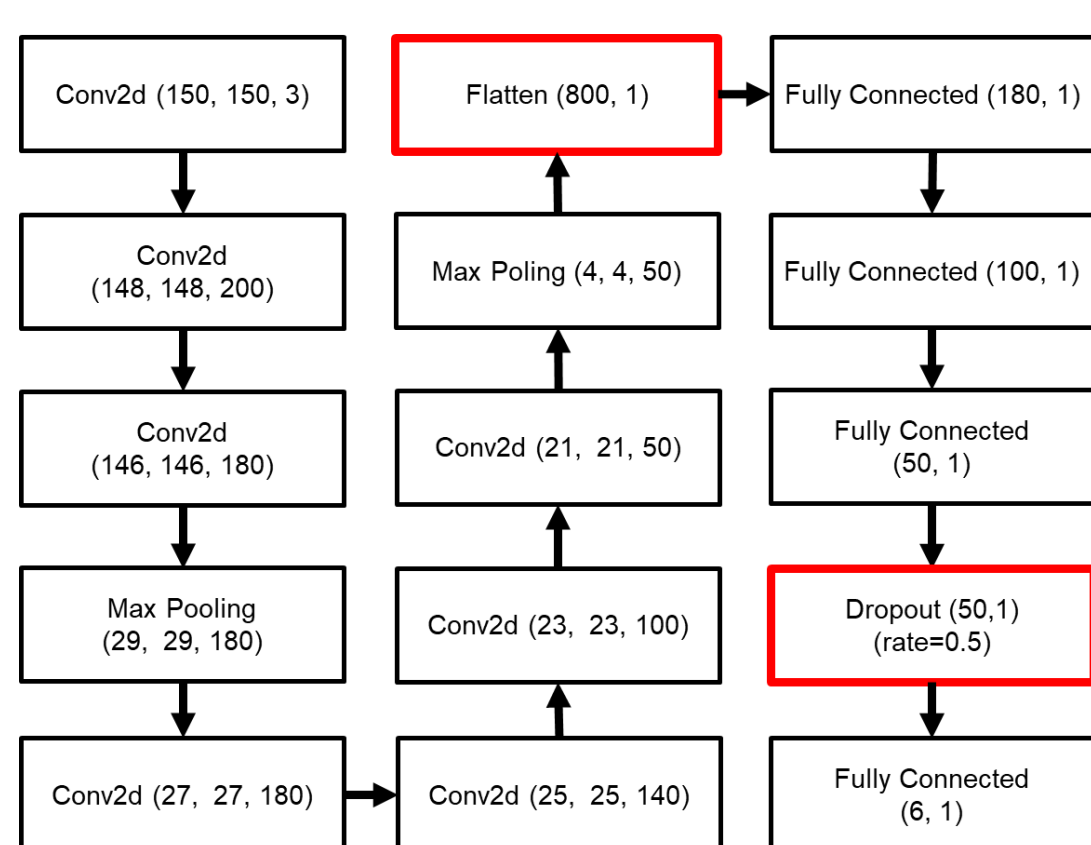 Conv2d (150, 150, 3)
Conv2d
(148, 148, 200)
Conv2d
(146, 146, 180)
Max Pooling
(29, 29, 180)
Conv2d (27, 27, 180)
Conv2d (25, 25, 140)
Conv2d (23, 23, 100)
Conv2d (21, 21, 50)
Max Poling (4, 4, 50)
Flatten (800, 1)
Fully Connected (180, 1)
Fully Connected (100, 1)
Fully Connected
(50, 1)
Dropout (50,1)
(rate=0.5)
Fully Connected
(6, 1)